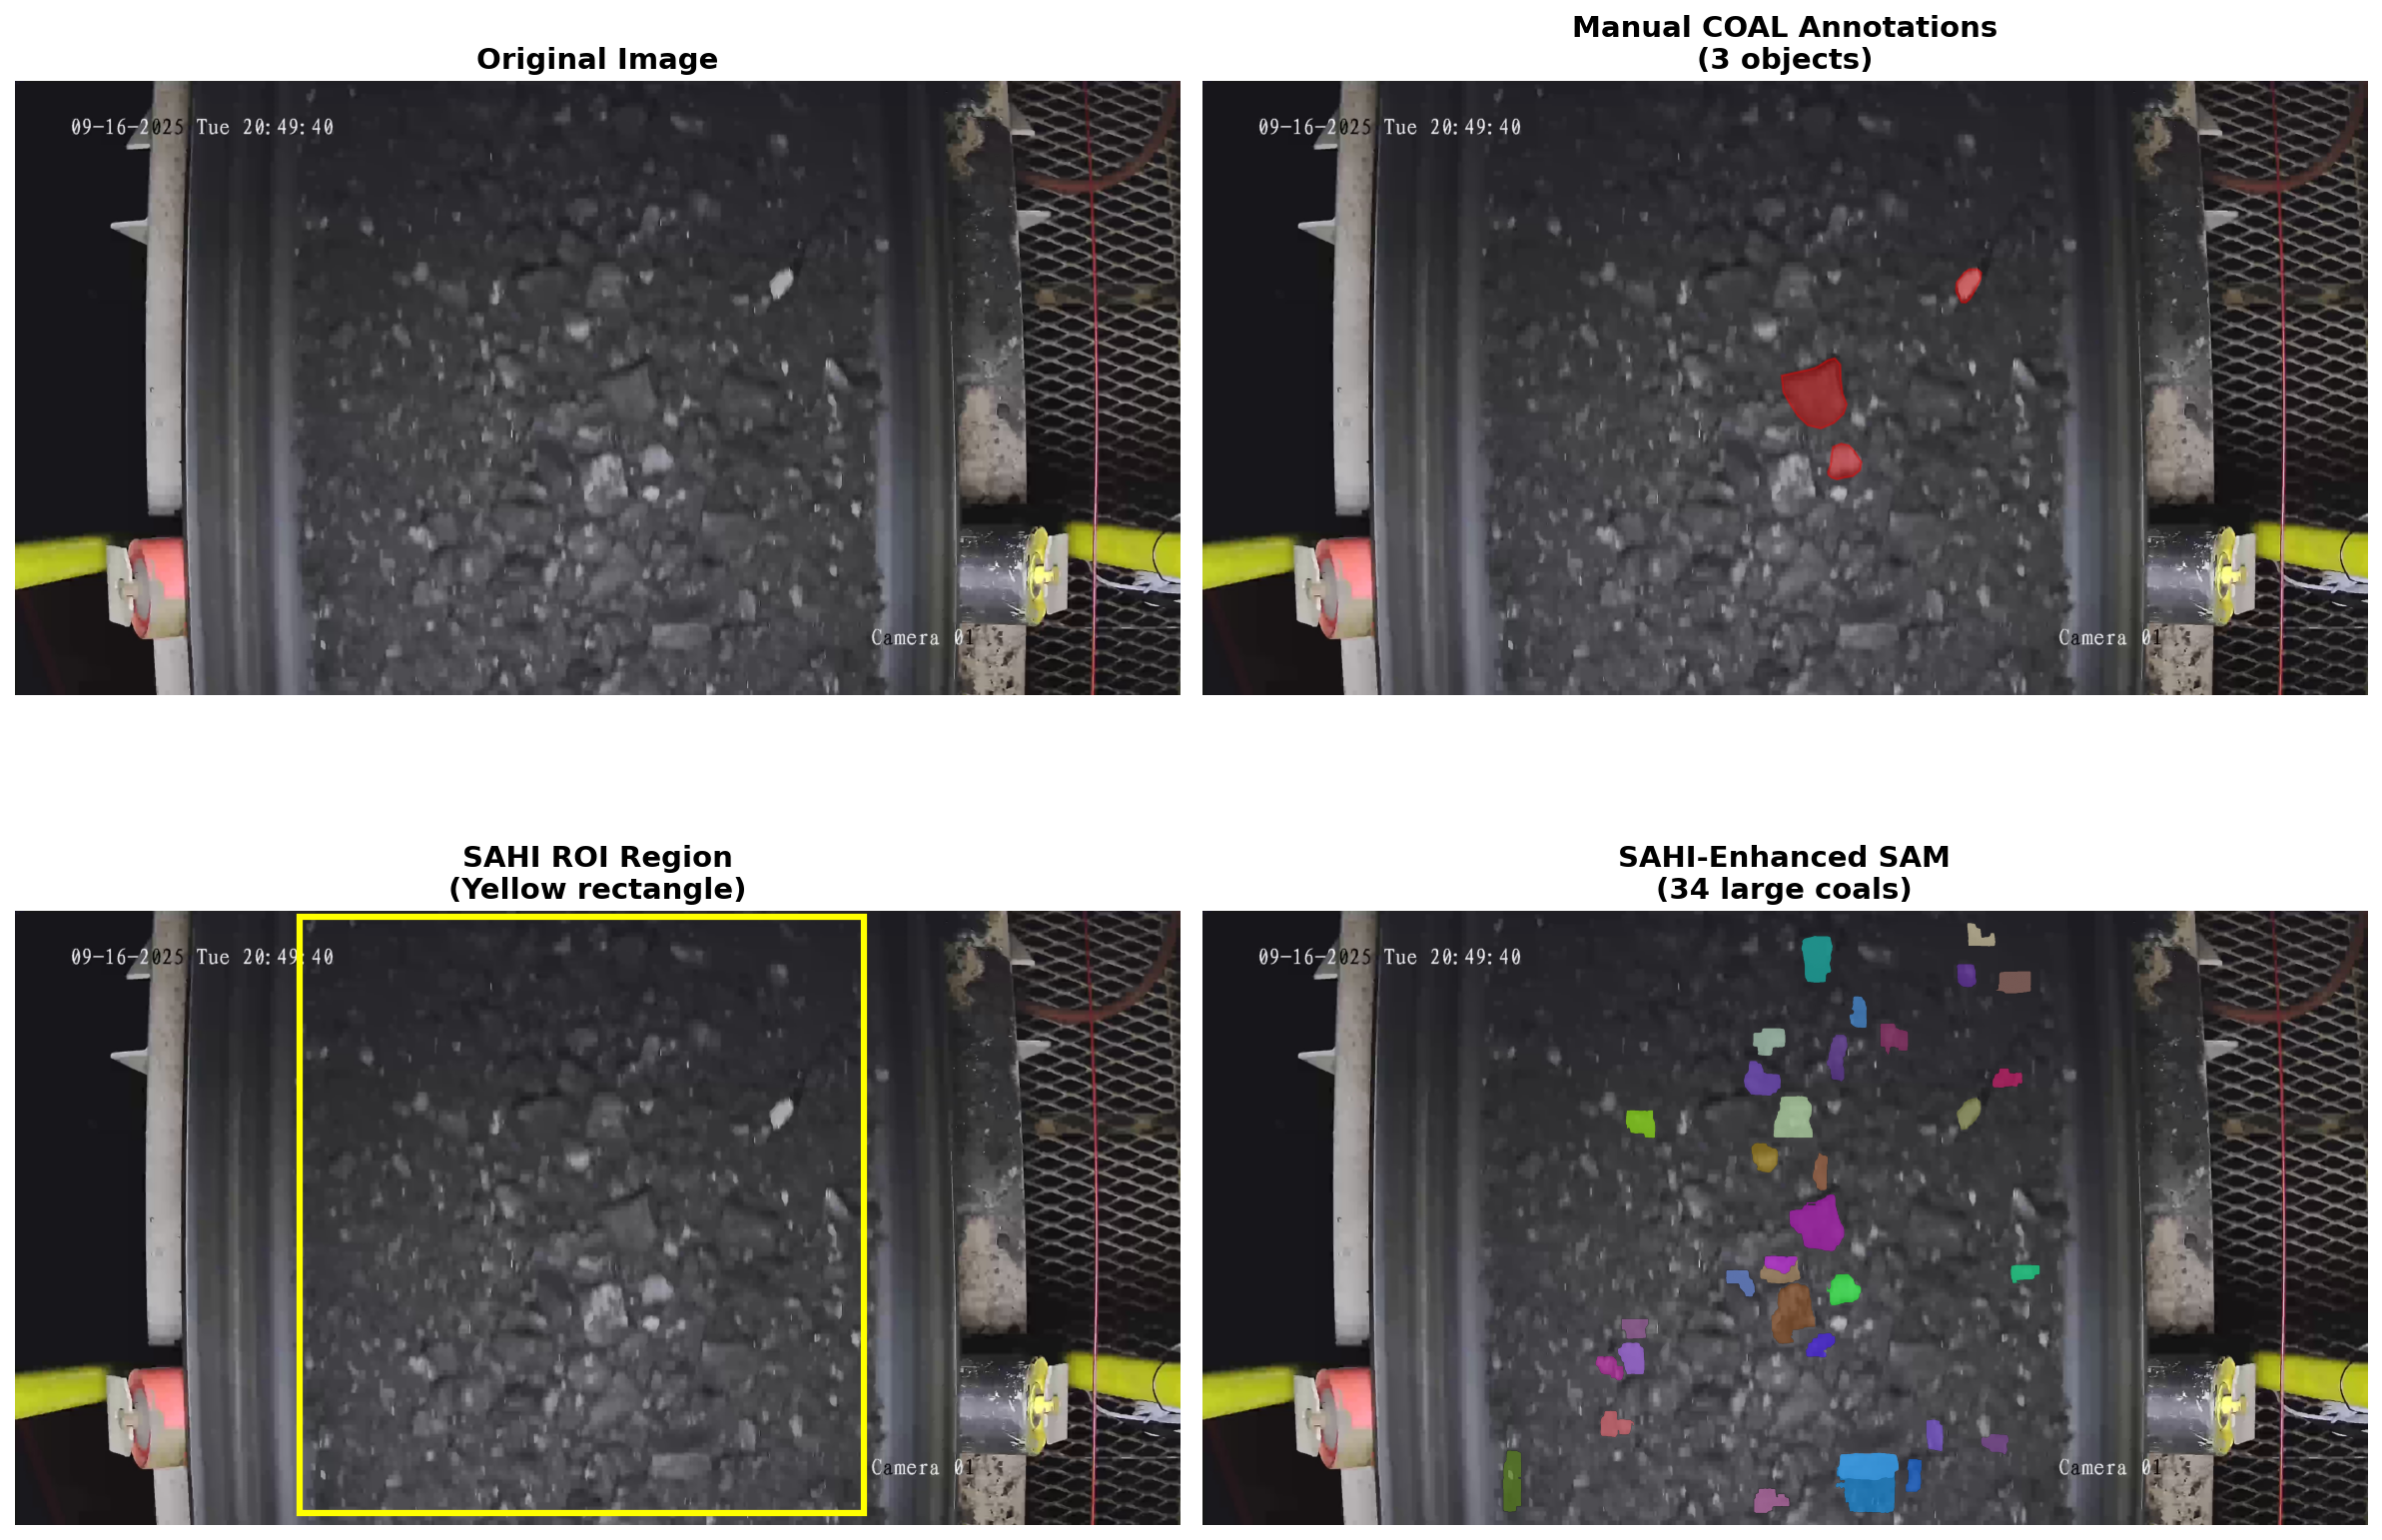 Original Image
Manual COAL Annotations
(3 objects)
09-16-2025 Tue 20:49:40
Camera 01
09-16-2025 Tue 20:49:40
Camera 01
SAHI ROI Region
(Yellow rectangle)
SAHI-Enhanced SAM
(34 large coals)
09-16-2025 Tue 20:49:40
Camera 01
09-16-2025 Tue 20:49:40
Camera 01